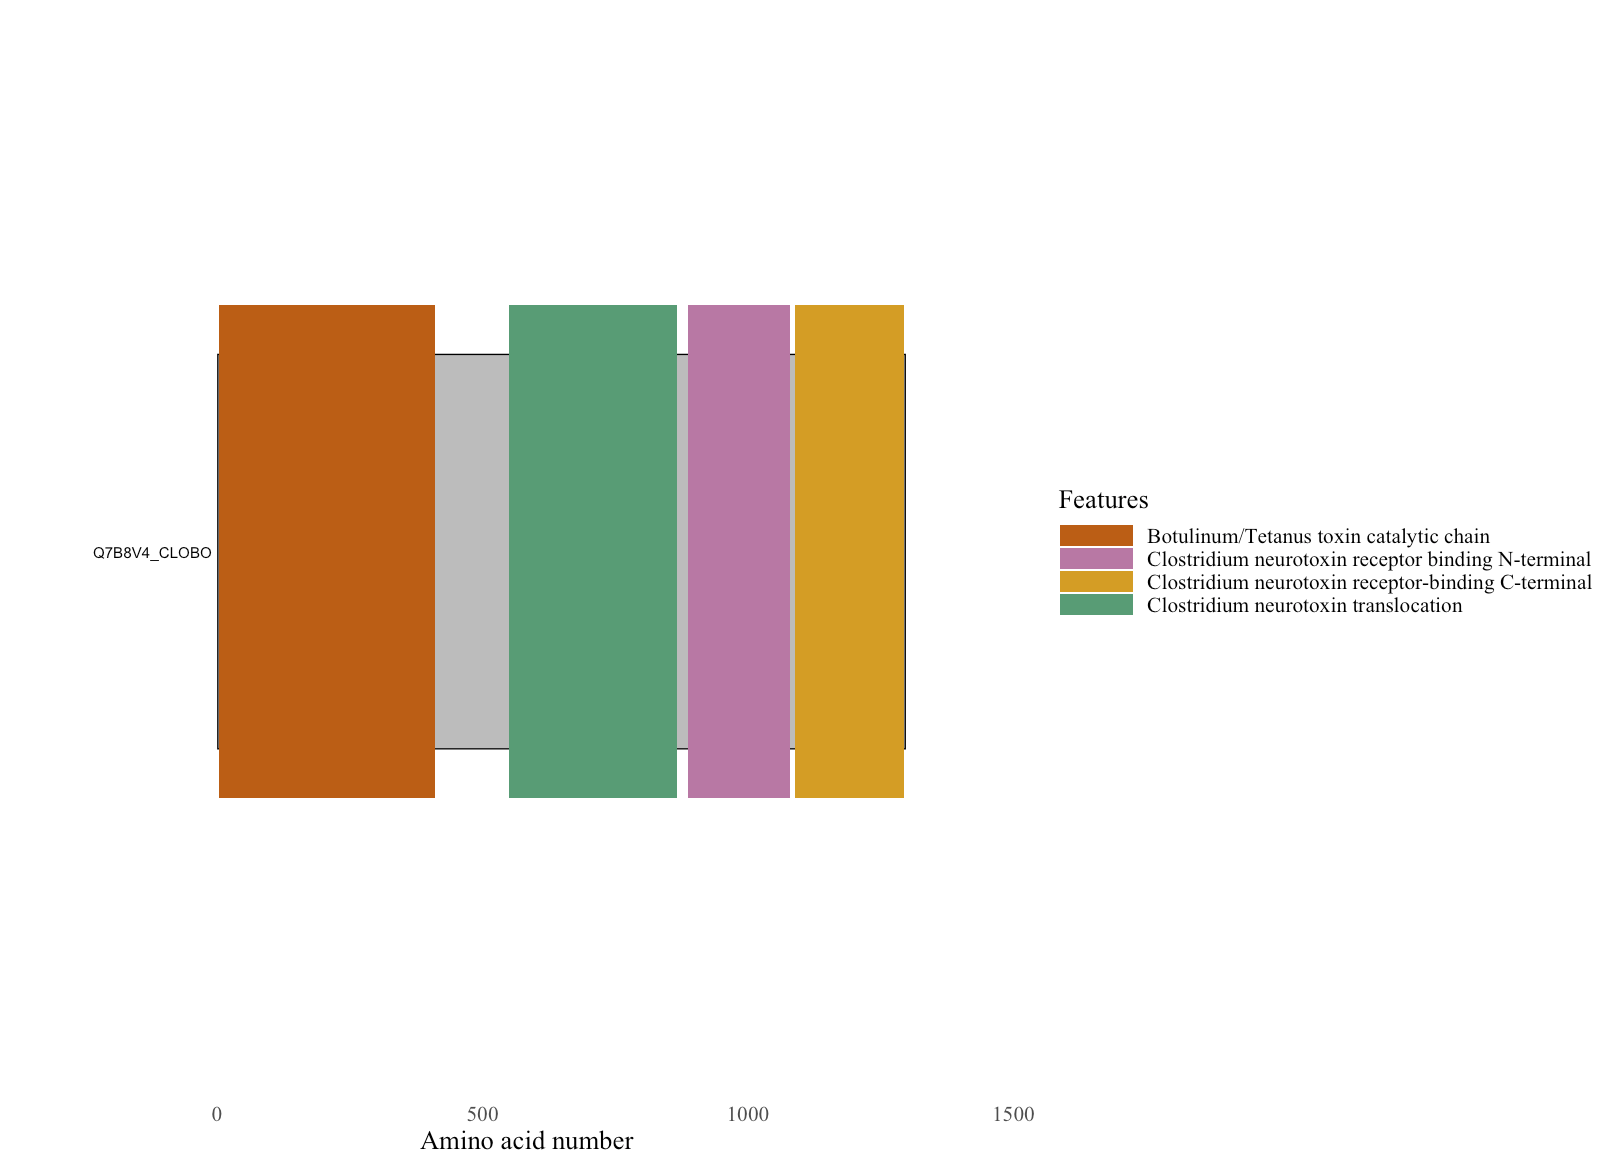 Q7B8V4_CLOBO
Features
Botulinum/Tetanus toxin catalytic chain
Clostridium neurotoxin receptor binding N-terminal
Clostridium neurotoxin receptor-binding C-terminal
Clostridium neurotoxin translocation
0 500 1000 1500
Amino acid number